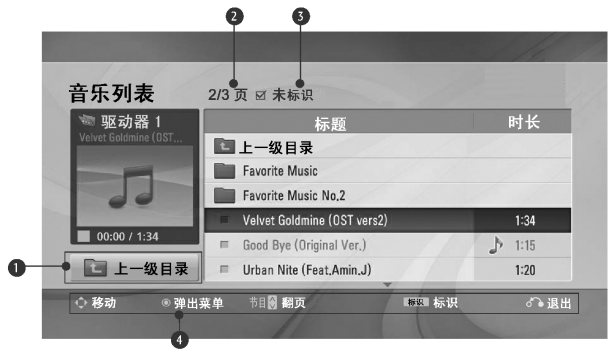 2
3
音乐列表
2/3 页 ☑ 未标识
驱动器 1
Velvet Goldmine (OST...
00:00 / 1:34
标题 时长
上一级目录
Favorite Music
Favorite Music No.2
Velvet Goldmine (OST vers2) 1:34
Good Bye (Original Ver.) 1:15
Urban Nite (Feat.Amin.J) 1:20
1
上一级目录
移动 弹出菜单 节目 翻页 标识 标识 退出
4